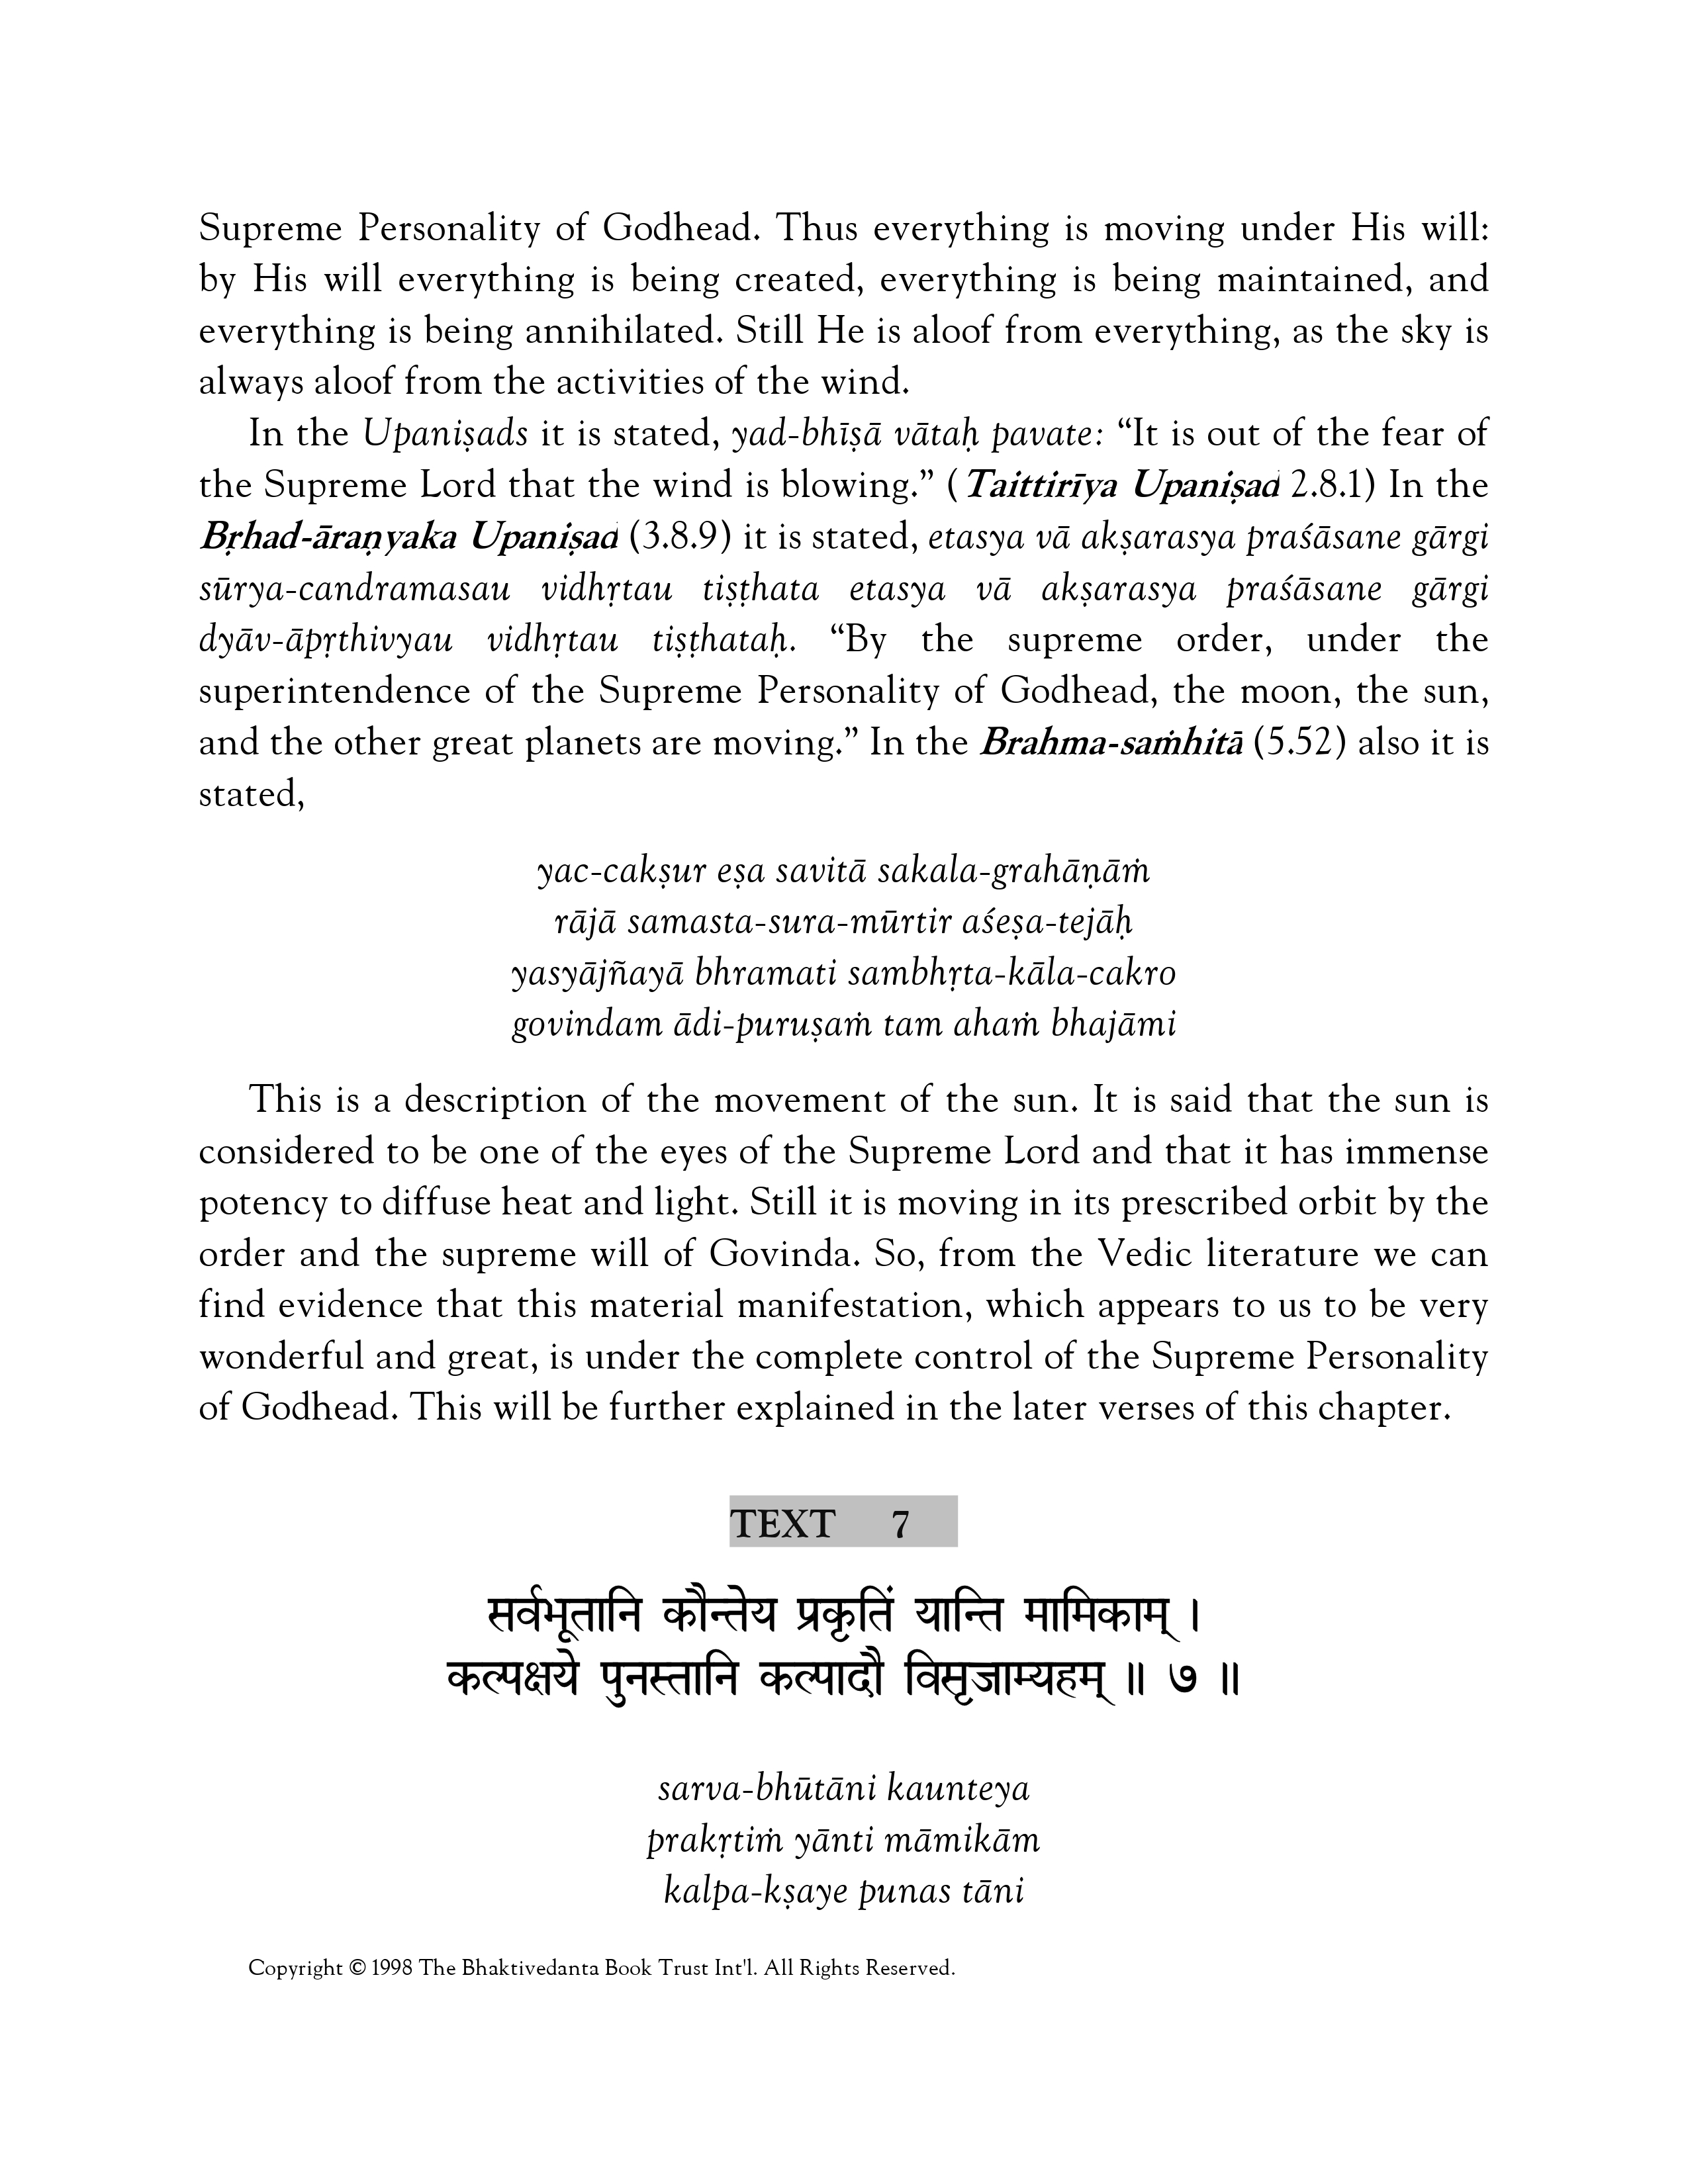 Supreme Personality of Godhead. Thus everything is moving under His will:
by His will everything is being created, everything is being maintained, and
everything is being annihilated. Still He is aloof from everything, as the sky is
always aloof from the activities of the wind.
In the Upaniṣads it is stated, yad-bhīṣā vātaḥ pavate: “It is out of the fear of
the Supreme Lord that the wind is blowing.” (Taittirīya Upaniṣad 2.8.1) In the
Bṛhad-āraṇyaka Upaniṣad (3.8.9) it is stated, etasya vā akṣarasya praśāsane gārgi
sūrya-candramasau vidhṛtau tiṣṭhata etasya vā akṣarasya praśāsane gārgi
dyāv-āpṛthivyau vidhṛtau tiṣṭhataḥ. “By the supreme order, under the
superintendence of the Supreme Personality of Godhead, the moon, the sun,
and the other great planets are moving.” In the Brahma-saṁhitā (5.52) also it is
stated,
yac-cakṣur eṣa savitā sakala-grahāṇāṁ
rājā samasta-sura-mūrtir aśeṣa-tejāḥ
yasyājñayā bhramati sambhṛta-kāla-cakro
govindam ādi-puruṣaṁ tam ahaṁ bhajāmi
This is a description of the movement of the sun. It is said that the sun is
considered to be one of the eyes of the Supreme Lord and that it has immense
potency to diffuse heat and light. Still it is moving in its prescribed orbit by the
order and the supreme will of Govinda. So, from the Vedic literature we can
find evidence that this material manifestation, which appears to us to be very
wonderful and great, is under the complete control of the Supreme Personality
of Godhead. This will be further explained in the later verses of this chapter.
TEXT 7
सर्वभूतानि कौन्तेय प्रकृतिं यान्ति मामिकाम् ।
कल्पक्षये पुनस्तानि कल्पादौ विसृजाम्यहम् ॥ ७ ॥
sarva-bhūtāni kaunteya
prakṛtiṁ yānti māmikām
kalpa-kṣaye punas tāni
Copyright © 1998 The Bhaktivedanta Book Trust Int'l. All Rights Reserved.